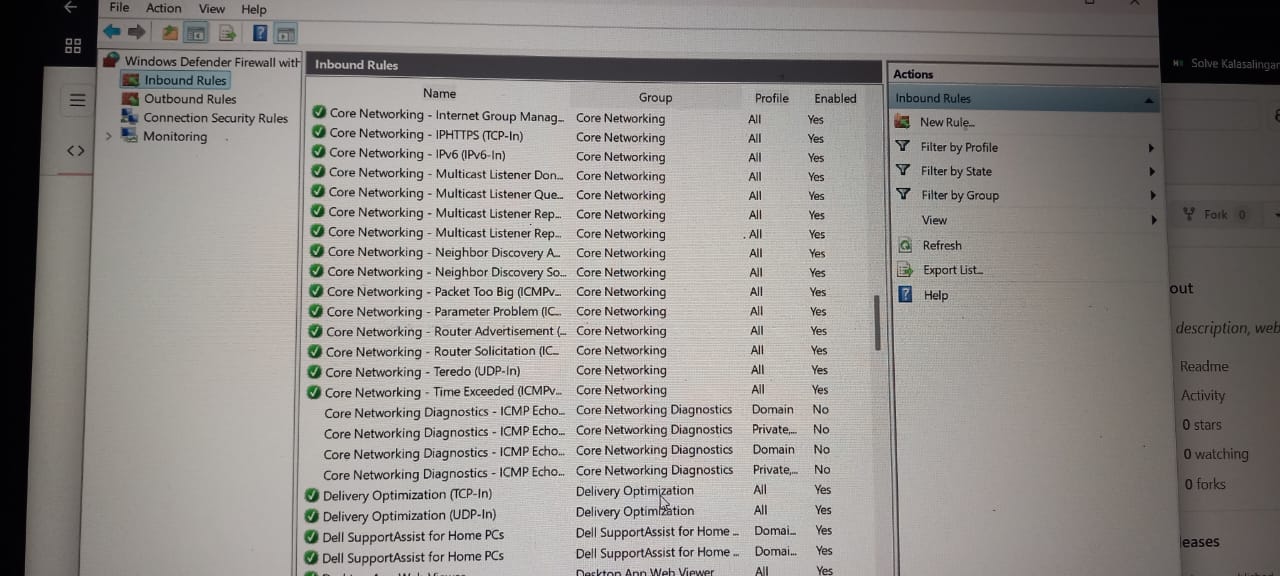 File Action View Help
Windows Defender Firewall with
Inbound Rules
Outbound Rules
Connection Security Rules
Monitoring
Inbound Rules
Name Group Profile Enabled
Core Networking - Internet Group Manag... Core Networking All Yes
Core Networking - IPHTTPS (TCP-In) Core Networking All Yes
Core Networking - IPv6 (IPv6-In) Core Networking All Yes
Core Networking - Multicast Listener Don... Core Networking All Yes
Core Networking - Multicast Listener Que... Core Networking All Yes
Core Networking - Multicast Listener Rep... Core Networking All Yes
Core Networking - Multicast Listener Rep... Core Networking All Yes
Core Networking - Neighbor Discovery A... Core Networking All Yes
Core Networking - Neighbor Discovery So... Core Networking All Yes
Core Networking - Packet Too Big (ICMPv... Core Networking All Yes
Core Networking - Parameter Problem (IC... Core Networking All Yes
Core Networking - Router Advertisement (... Core Networking All Yes
Core Networking - Router Solicitation (IC... Core Networking All Yes
Core Networking - Teredo (UDP-In) Core Networking All Yes
Core Networking - Time Exceeded (ICMPv... Core Networking All Yes
Core Networking Diagnostics - ICMP Echo... Core Networking Diagnostics Domain No
Core Networking Diagnostics - ICMP Echo... Core Networking Diagnostics Private,... No
Core Networking Diagnostics - ICMP Echo... Core Networking Diagnostics Domain No
Core Networking Diagnostics - ICMP Echo... Core Networking Diagnostics Private,... No
Delivery Optimization (TCP-In) Delivery Optimization All Yes
Delivery Optimization (UDP-In) Delivery Optimization All Yes
Dell SupportAssist for Home PCs Dell SupportAssist for Home ... Domai... Yes
Dell SupportAssist for Home PCs Dell SupportAssist for Home ... Domai... Yes
Desktop App Web Viewer Desktop App Web Viewer All Yes
Actions
Inbound Rules
New Rule...
Filter by Profile
Filter by State
Filter by Group
View
Refresh
Export List...
Help
Solve Kalasalingan
Fork 0
out
description, web
Readme
Activity
0 stars
0 watching
0 forks
eases